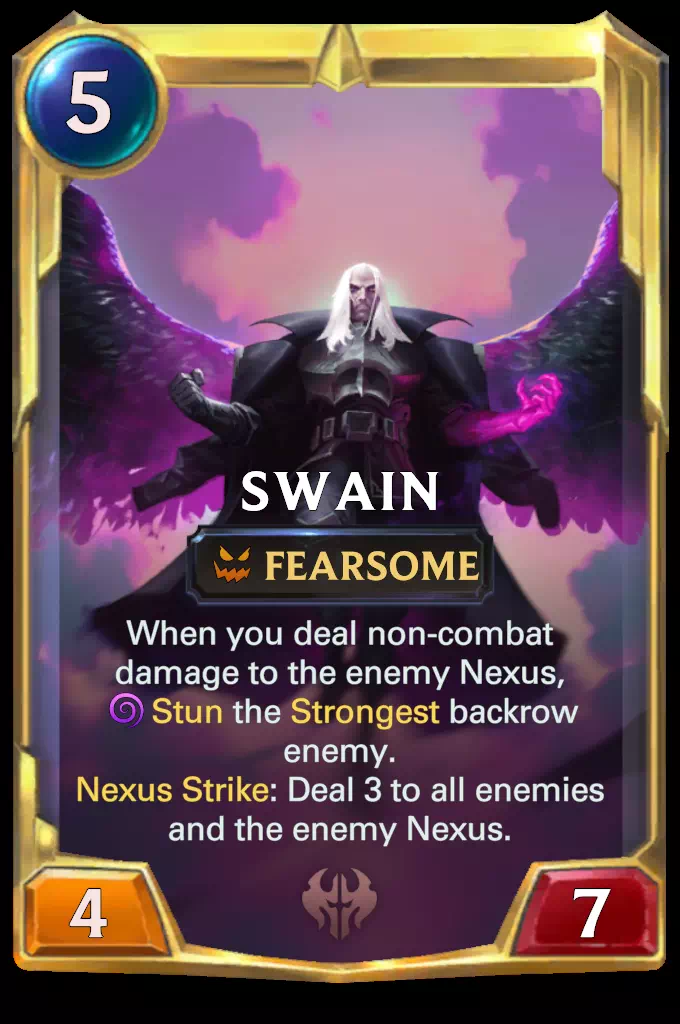 5
SWAIN
FEARSOME
When you deal non-combat
damage to the enemy Nexus,
Stun the Strongest backrow
enemy.
Nexus Strike: Deal 3 to all enemies
and the enemy Nexus.
4
7